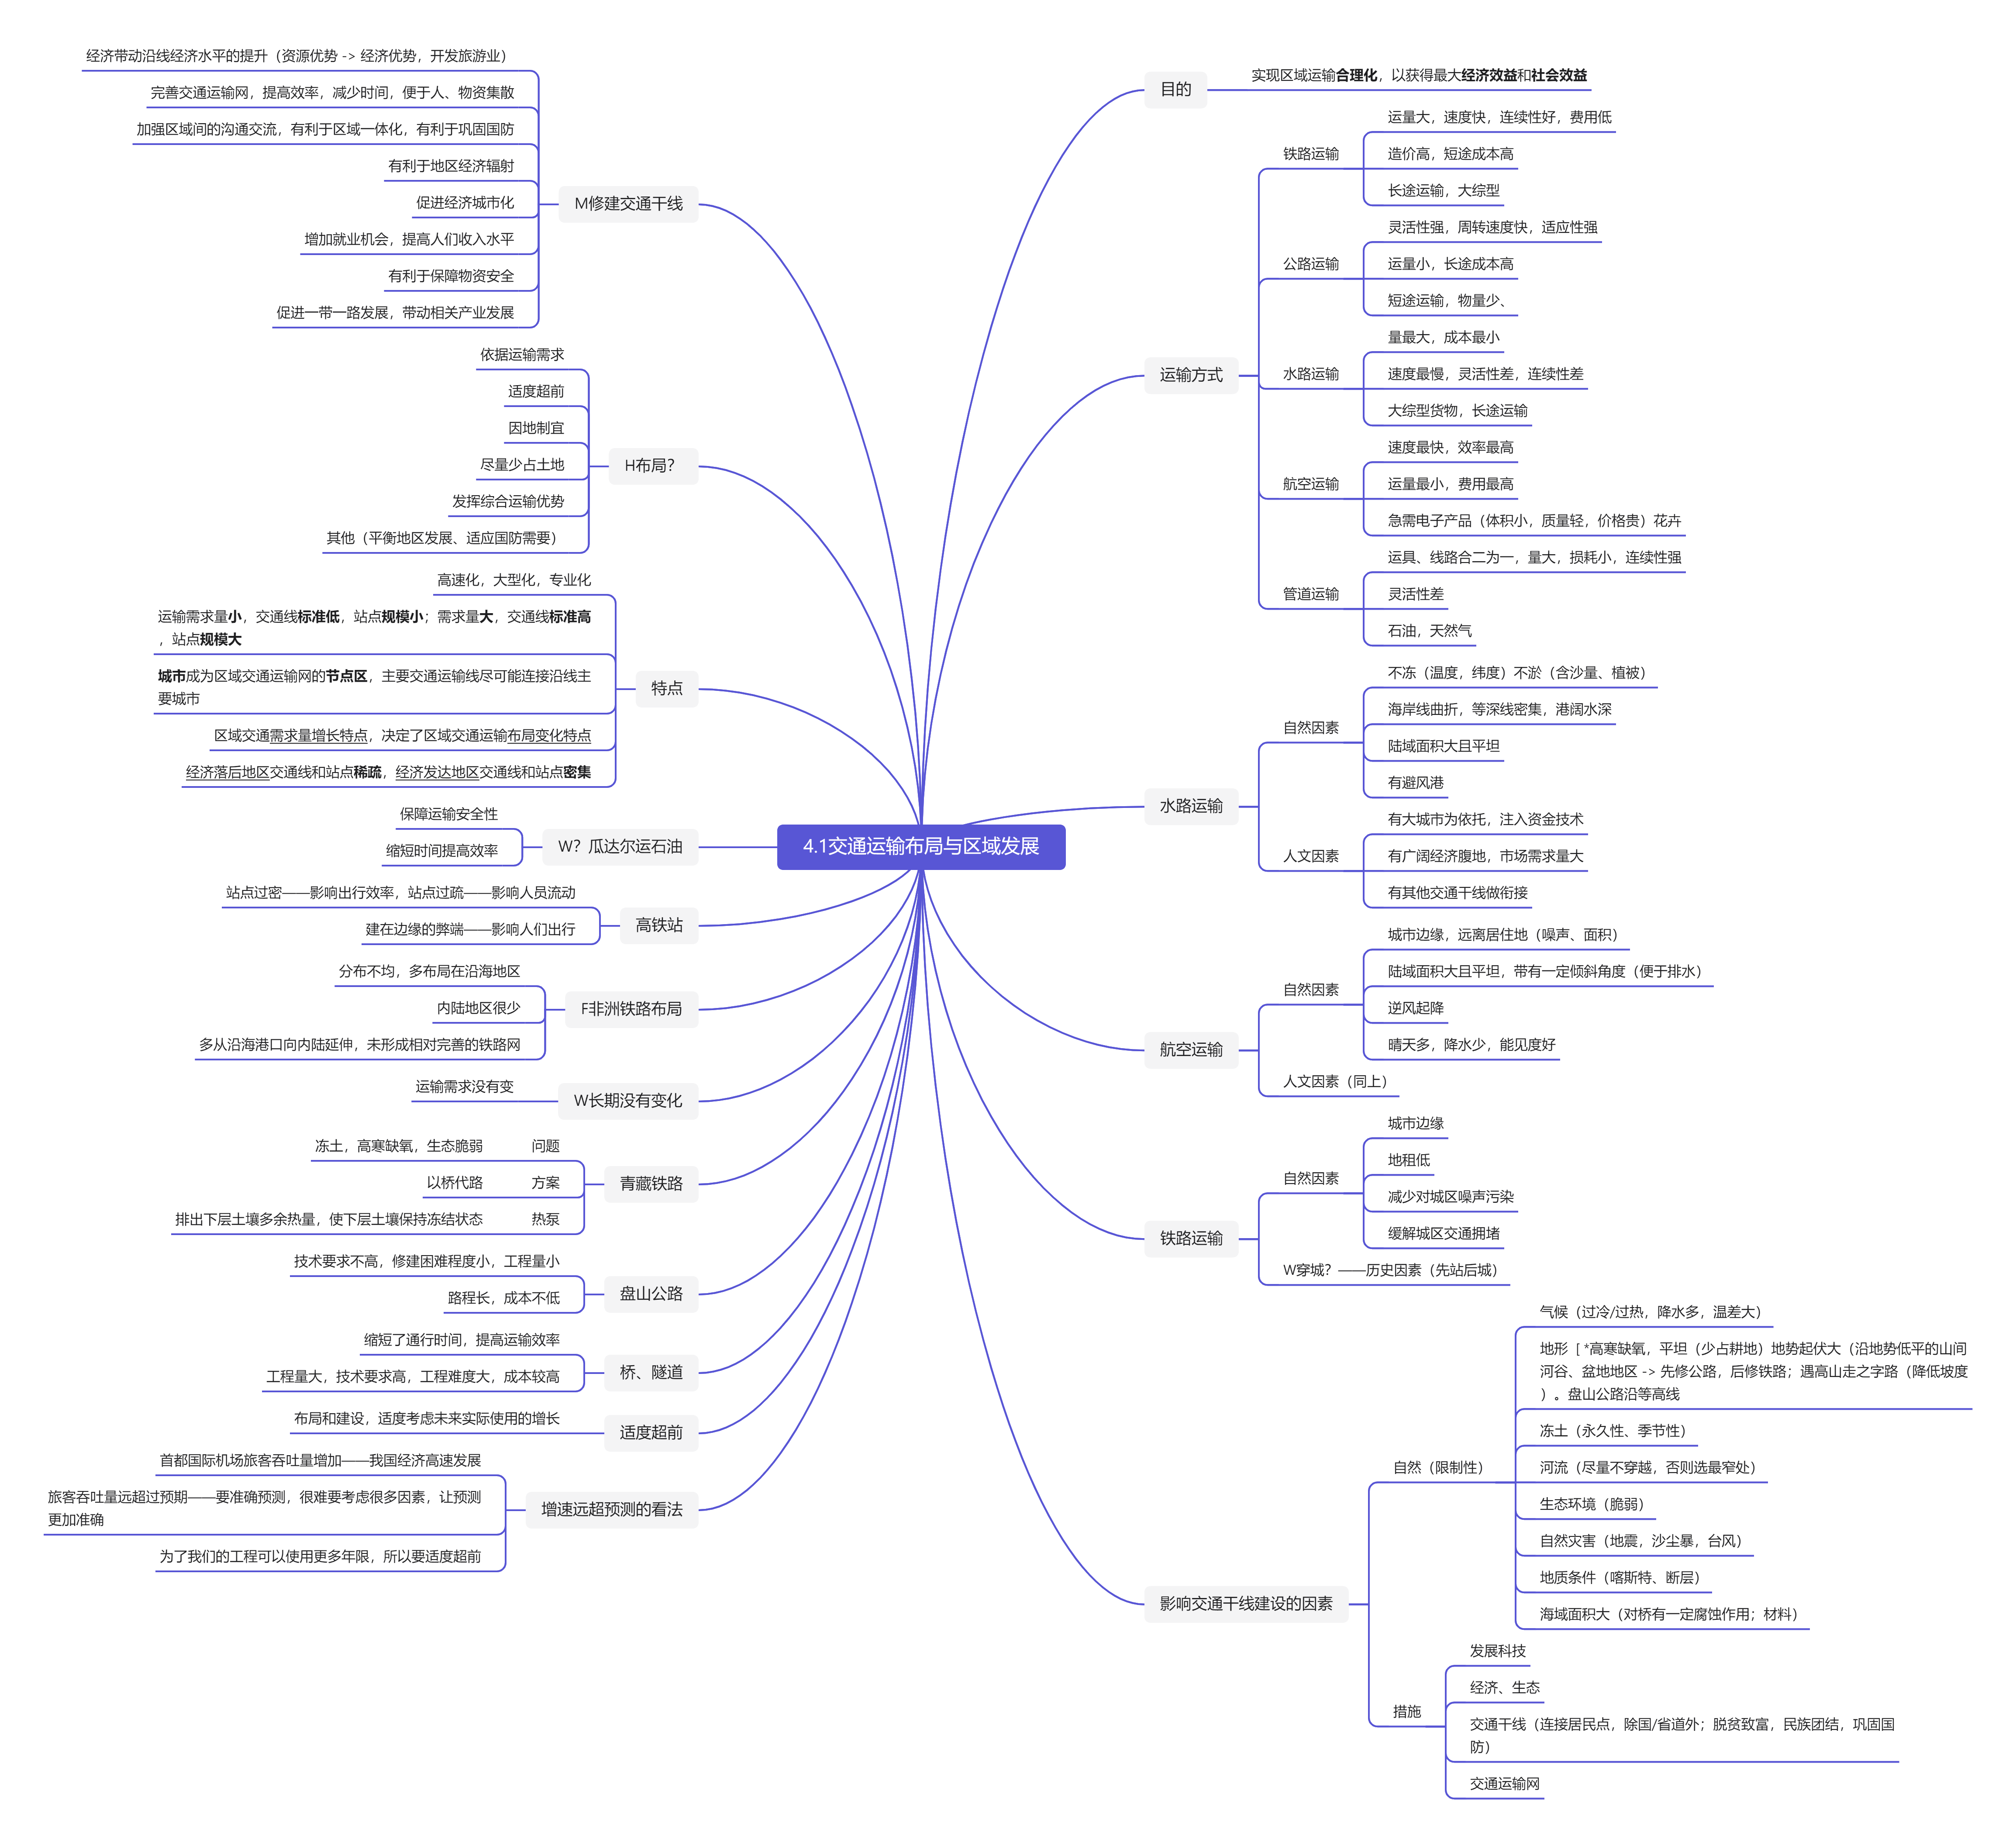 4.1交通运输布局与区域发展
目的
实现区域运输合理化，以获得最大经济效益和社会效益
运输方式
铁路运输
运量大，速度快，连续性好，费用低
造价高，短途成本高
长途运输，大综型
公路运输
灵活性强，周转速度快，适应性强
运量小，长途成本高
短途运输，物量少、
水路运输
量最大，成本最小
速度最慢，灵活性差，连续性差
大综型货物，长途运输
航空运输
速度最快，效率最高
运量最小，费用最高
急需电子产品（体积小，质量轻，价格贵）花卉
管道运输
运具、线路合二为一，量大，损耗小，连续性强
灵活性差
石油，天然气
水路运输
自然因素
不冻（温度，纬度）不淤（含沙量、植被）
海岸线曲折，等深线密集，港阔水深
陆域面积大且平坦
有避风港
人文因素
有大城市为依托，注入资金技术
有广阔经济腹地，市场需求量大
有其他交通干线做衔接
航空运输
自然因素
城市边缘，远离居住地（噪声、面积）
陆域面积大且平坦，带有一定倾斜角度（便于排水）
逆风起降
晴天多，降水少，能见度好
人文因素（同上）
铁路运输
自然因素
城市边缘
地租低
减少对城区噪声污染
缓解城区交通拥堵
W穿城？——历史因素（先站后城）
影响交通干线建设的因素
自然（限制性）
气候（过冷/过热，降水多，温差大）
地形［ *高寒缺氧，平坦（少占耕地）地势起伏大（沿地势低平的山间
河谷、盆地地区 -> 先修公路，后修铁路；遇高山走之字路（降低坡度
）。盘山公路沿等高线
冻土（永久性、季节性）
河流（尽量不穿越，否则选最窄处）
生态环境（脆弱）
自然灾害（地震，沙尘暴，台风）
地质条件（喀斯特、断层）
海域面积大（对桥有一定腐蚀作用；材料）
措施
发展科技
经济、生态
交通干线（连接居民点，除国/省道外；脱贫致富，民族团结，巩固国
防）
交通运输网
M修建交通干线
经济带动沿线经济水平的提升（资源优势 -> 经济优势，开发旅游业）
完善交通运输网，提高效率，减少时间，便于人、物资集散
加强区域间的沟通交流，有利于区域一体化，有利于巩固国防
有利于地区经济辐射
促进经济城市化
增加就业机会，提高人们收入水平
有利于保障物资安全
促进一带一路发展，带动相关产业发展
H布局？
依据运输需求
适度超前
因地制宜
尽量少占土地
发挥综合运输优势
其他（平衡地区发展、适应国防需要）
特点
高速化，大型化，专业化
运输需求量小，交通线标准低，站点规模小；需求量大，交通线标准高
，站点规模大
城市成为区域交通运输网的节点区，主要交通运输线尽可能连接沿线主
要城市
区域交通需求量增长特点，决定了区域交通运输布局变化特点
经济落后地区交通线和站点稀疏，经济发达地区交通线和站点密集
W？瓜达尔运石油
保障运输安全性
缩短时间提高效率
高铁站
站点过密——影响出行效率，站点过疏——影响人员流动
建在边缘的弊端——影响人们出行
F非洲铁路布局
分布不均，多布局在沿海地区
内陆地区很少
多从沿海港口向内陆延伸，未形成相对完善的铁路网
W长期没有变化
运输需求没有变
青藏铁路
问题
冻土，高寒缺氧，生态脆弱
方案
以桥代路
热泵
排出下层土壤多余热量，使下层土壤保持冻结状态
盘山公路
技术要求不高，修建困难程度小，工程量小
路程长，成本不低
桥、隧道
缩短了通行时间，提高运输效率
工程量大，技术要求高，工程难度大，成本较高
适度超前
布局和建设，适度考虑未来实际使用的增长
增速远超预测的看法
首都国际机场旅客吞吐量增加——我国经济高速发展
旅客吞吐量远超过预期——要准确预测，很难要考虑很多因素，让预测
更加准确
为了我们的工程可以使用更多年限，所以要适度超前